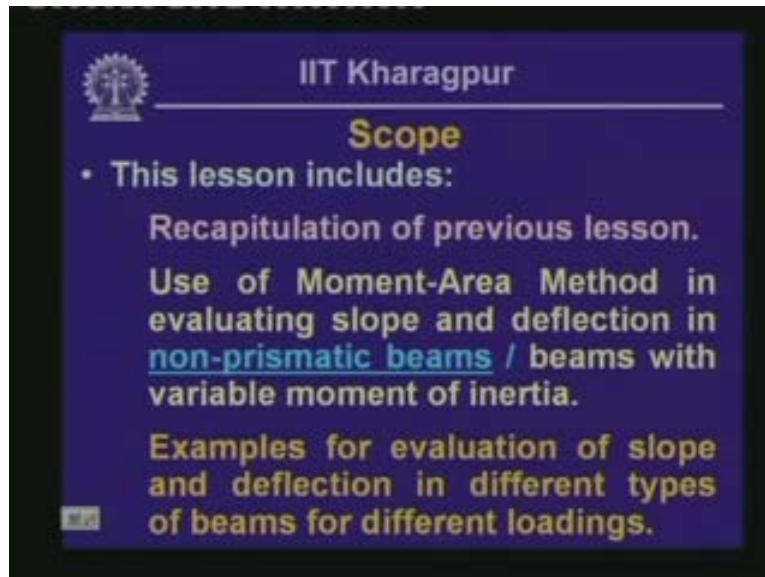 IIT Kharagpur
Scope
• This lesson includes:
Recapitulation of previous lesson.
Use of Moment-Area Method in
evaluating slope and deflection in
non-prismatic beams / beams with
variable moment of inertia.
Examples for evaluation of slope
and deflection in different types
of beams for different loadings.